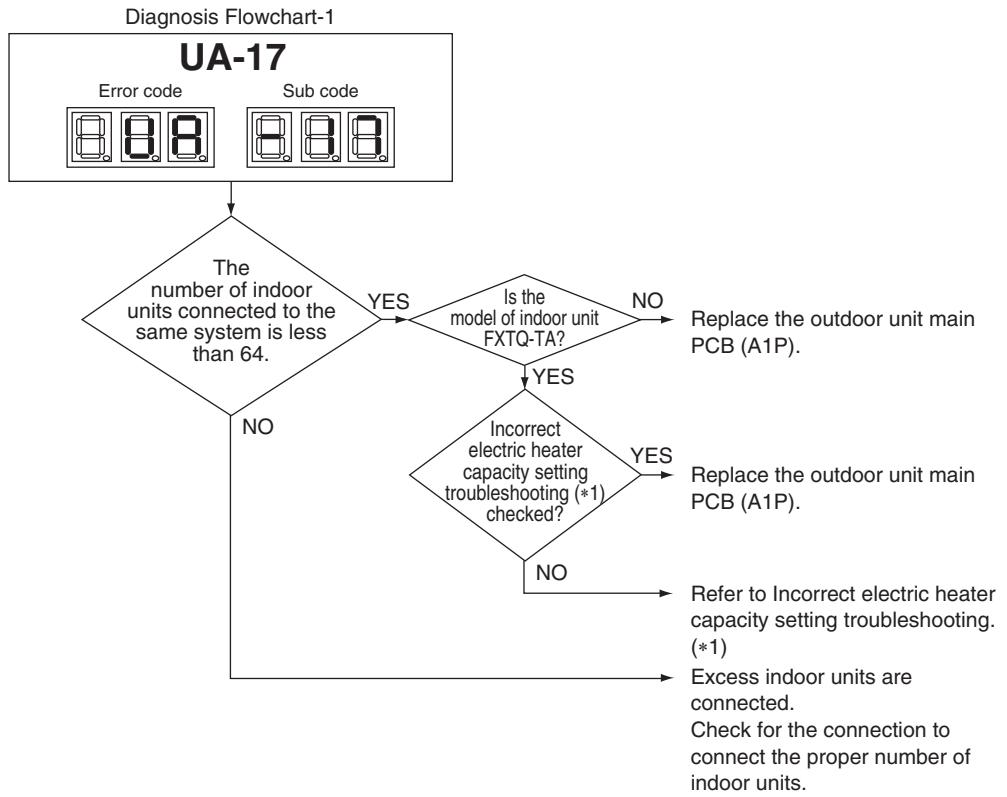 Diagnosis Flowchart-1
UA-17
Error code
Sub code
UA
-17
The
number of indoor
units connected to the
same system is less
than 64.
YES
Is the
model of indoor unit
FXTQ-TA?
NO
Replace the outdoor unit main
PCB (A1P).
YES
NO
Incorrect
electric heater
capacity setting
troubleshooting (*1)
checked?
YES
Replace the outdoor unit main
PCB (A1P).
NO
Refer to Incorrect electric heater
capacity setting troubleshooting.
(*1)
Excess indoor units are
connected.
Check for the connection to
connect the proper number of
indoor units.